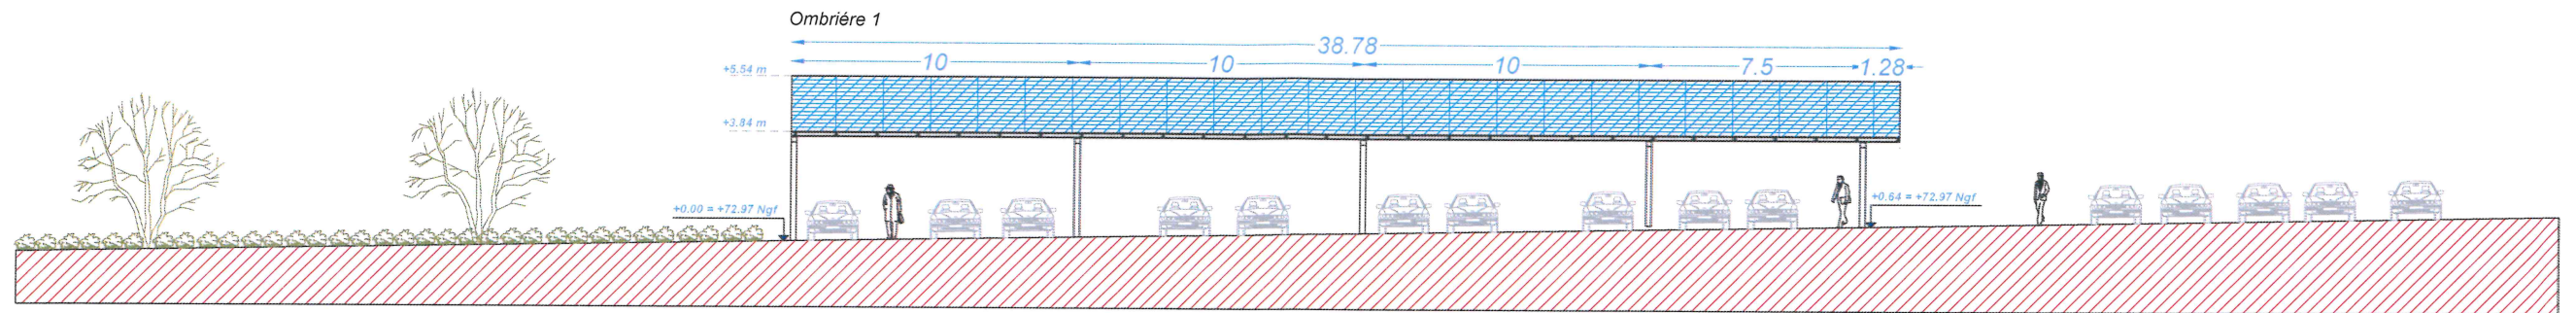 Ombriére 1
38.78
10 10 10 7.5 1.28
+5.54 m
+3.84 m
+0.00 = +72.97 Ngf
+0.64 = +72.97 Ngf